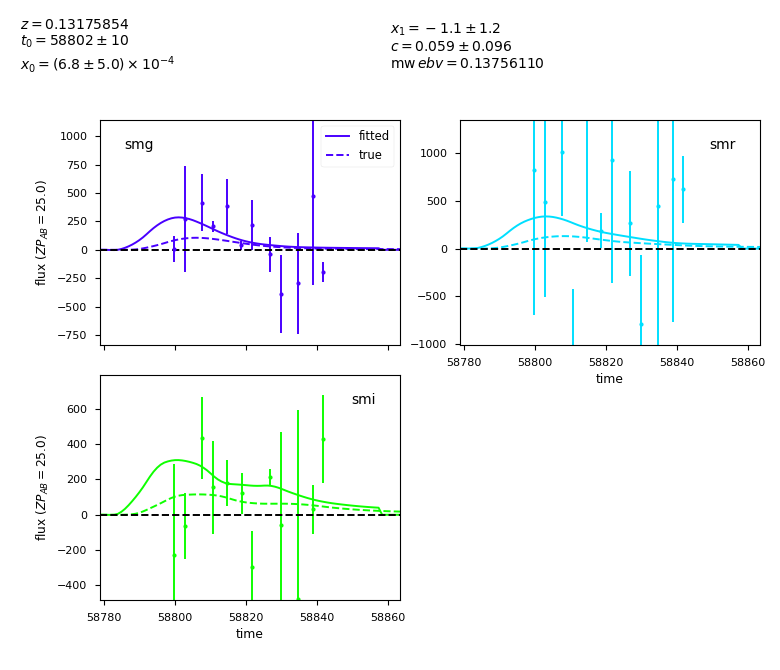 z = 0.13175854
t₀ = 58802 ± 10
x₀ = (6.8 ± 5.0) × 10⁻⁴
x₁ = −1.1 ± 1.2
c = 0.059 ± 0.096
mw ebv = 0.13756110
smg
fitted
true
1000
750
500
250
0
−250
−500
−750
flux (ZP_AB = 25.0)
smr
1000
500
0
−500
−1000
58780 58800 58820 58840 58860
time
smi
600
400
200
0
−200
−400
flux (ZP_AB = 25.0)
58780 58800 58820 58840 58860
time